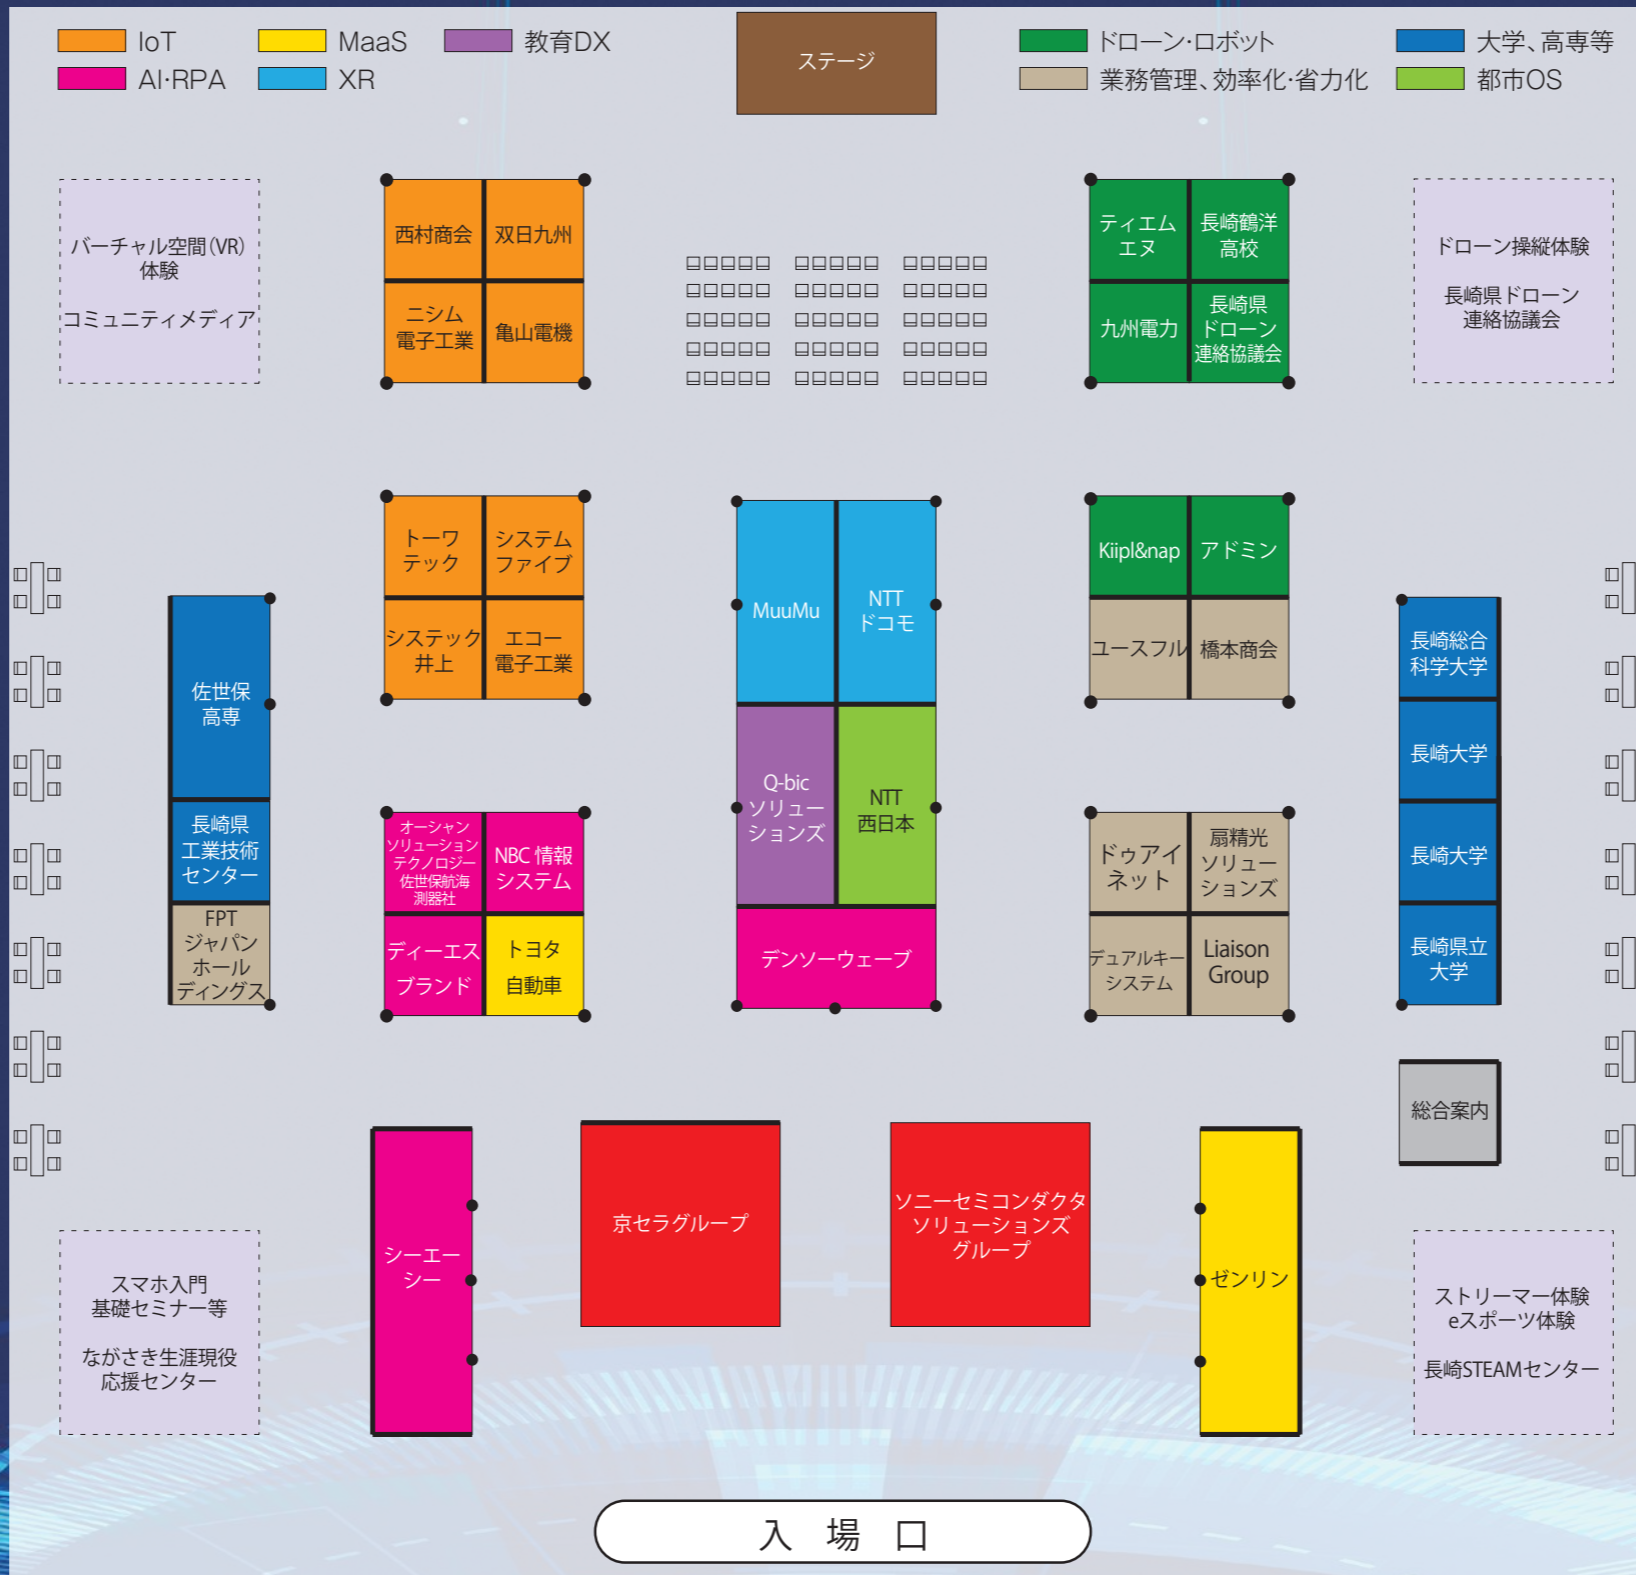 IoT
MaaS
教育DX
AI・RPA
XR
ステージ
ドローン・ロボット
大学、高専等
業務管理、効率化・省力化
都市OS
バーチャル空間(VR)
体験
コミュニティメディア
西村商会
双日九州
ニシム
電子工業
亀山電機
ティエム
エヌ
長崎鶴洋
高校
九州電力
長崎県
ドローン
連絡協議会
ドローン操縦体験
長崎県ドローン
連絡協議会
トーワ
テック
システム
ファイブ
システック
井上
エコー
電子工業
MuuMu
NTT
ドコモ
Kiipl&nap
アドミン
ユースフル
橋本商会
佐世保
高専
長崎県
工業技術
センター
FPT
ジャパン
ホール
ディングス
オーシャン
ソリューション
テクノロジー
佐世保航海
測器社
NBC 情報
システム
ディーエス
ブランド
トヨタ
自動車
Q-bic
ソリュー
ションズ
NTT
西日本
デンソーウェーブ
ドゥアイ
ネット
扇精光
ソリュー
ションズ
デュアルキー
システム
Liaison
Group
長崎総合
科学大学
長崎大学
長崎大学
長崎県立
大学
総合案内
シーエー
シー
京セラグループ
ソニーセミコンダクタ
ソリューションズ
グループ
ゼンリン
スマホ入門
基礎セミナー等
ながさき生涯現役
応援センター
ストリーマー体験
eスポーツ体験
長崎STEAMセンター
入場口